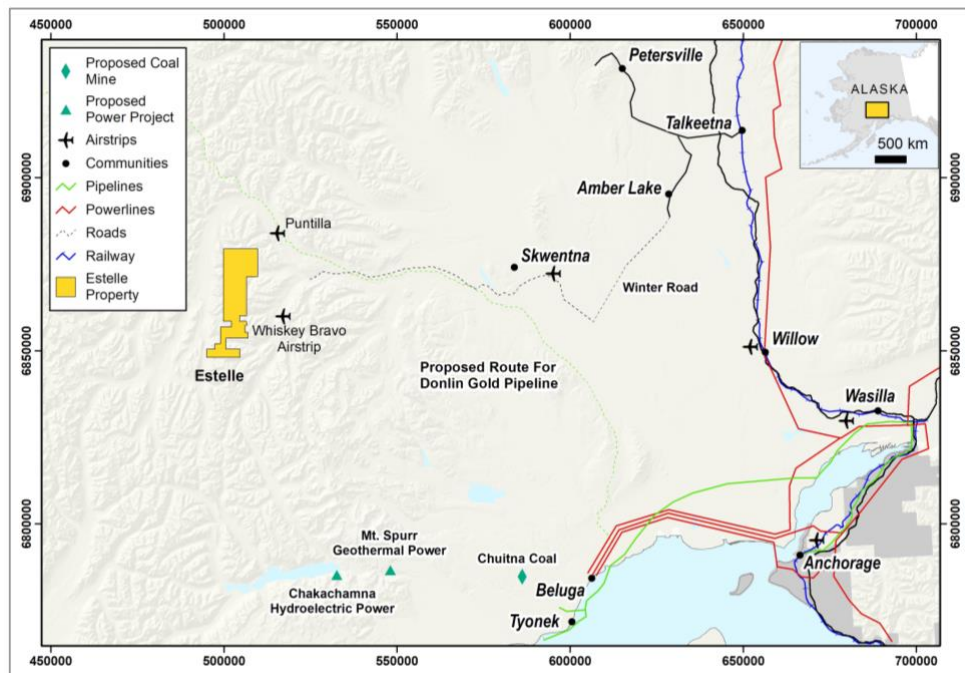 450000
500000
550000
600000
650000
700000
Proposed Coal
Mine
Proposed
Power Project
Airstrips
Communities
Pipelines
Powerlines
Roads
Railway
Estelle
Property
ALASKA
500 km
Petersville
Talkeetna
6900000
6900000
Amber Lake
Puntilla
Skwentna
Winter Road
Whiskey Bravo
Airstrip
6850000
6850000
Willow
Estelle
Proposed Route For
Donlin Gold Pipeline
Wasilla
6800000
6800000
Mt. Spurr
Geothermal Power
Chuitna Coal
Anchorage
Chakachamna
Hydroelectric Power
Beluga
Tyonek
450000
500000
550000
600000
650000
700000